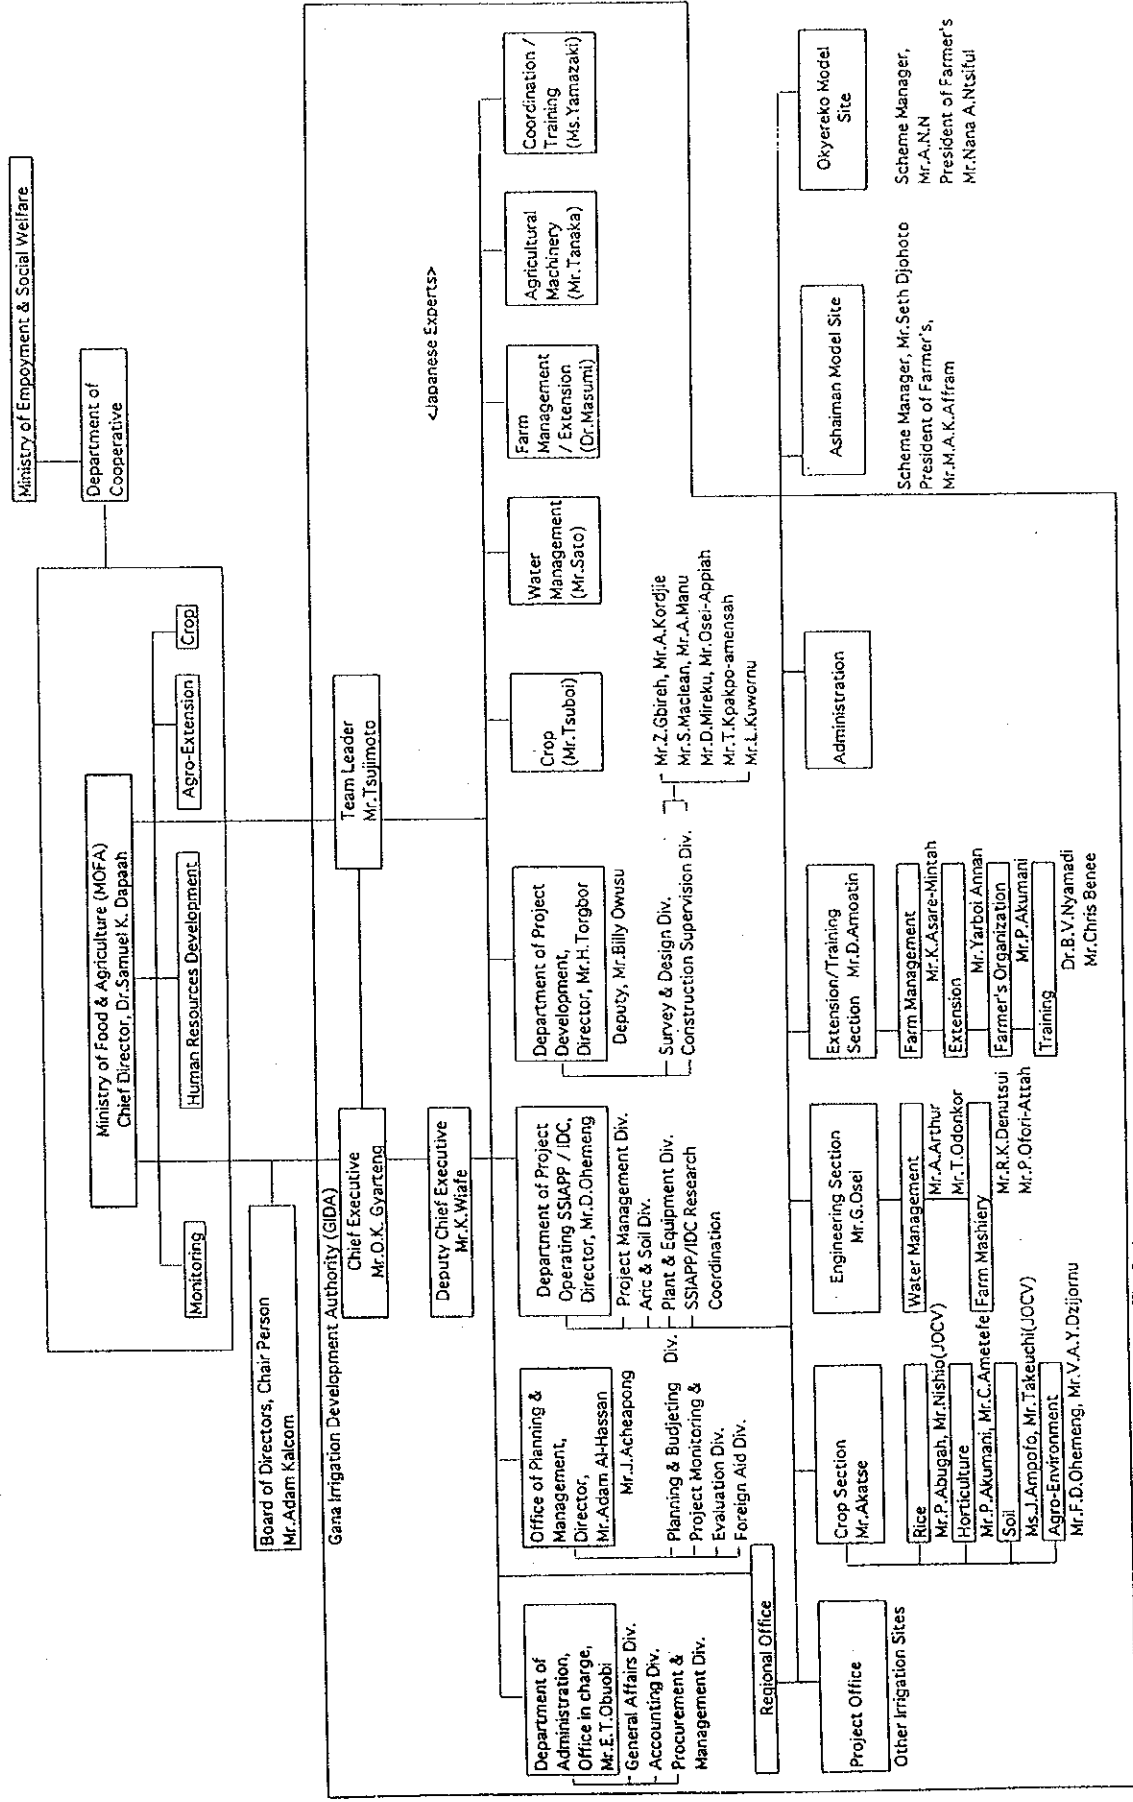 Ministry of Empoyment & Social Welfare
Department of
Cooperative
Ministry of Food & Agriculture (MOFA)
Chief Director, Dr.Samuel K. Dapaah
Monitoring
Human Resources Development
Agro-Extension
Crop
Board of Directors, Chair Person
Mr.Adam Kalcom
Gana Irrigation Development Authority (GIDA)
Chief Executive
Mr.O.K. Gyarteng
Team Leader
Mr.Tsujimoto
Deputy Chief Executive
Mr.K.Wiafe
<Japanese Experts>
Department of
Administration,
Office in charge,
Mr.E.T.Obuobi
General Affairs Div.
Accounting Div.
Procurement &
Management Div.
Office of Planning &
Management,
Director,
Mr.Adam Al-Hassan
Mr.J.Acheapong
Planning & Budjeting Div.
Project Monitoring &
Evaluation Div.
Foreign Aid Div.
Department of Project
Operating SSIAPP / IDC,
Director, Mr.D.Ohemeng
Project Management Div.
Aric & Soil Div.
Plant & Equipment Div.
SSIAPP/IDC Research
Coordination
Department of Project
Development,
Director, Mr.H.Torgbor
Deputy, Mr.Billy Owusu
Survey & Design Div.
Construction Supervision Div.
Mr.Z.Gbireh, Mr.A.Kordjie
Mr.S.Maclean, Mr.A.Manu
Mr.D.Mireku, Mr.Osei-Appiah
Mr.T.Kpakpo-amensah
Mr.L.Kuwornu
Crop
(Mr.Tsuboi)
Water
Management
(Mr.Sato)
Farm
Management
/ Extension
(Dr.Masumi)
Agricultural
Machinery
(Mr.Tanaka)
Coordination /
Training
(Ms.Yamazaki)
Regional Office
Project Office
Other Irrigation Sites
Crop Section
Mr.Akatse
Rice
Mr.P.Abugah, Mr.Nishio(JOCV)
Horticulture
Mr.P.Akumani, Mr.C.Ametefe
Soil
Ms.J.Ampofo, Mr.Takeuchi(JOCV)
Agro-Environment
Mr.F.D.Ohemeng, Mr.V.A.Y.Dzijornu
Engineering Section
Mr.G.Osei
Water Management
Mr.A.Arthur
Mr.T.Odonkor
Farm Mashiery
Mr.R.K.Denutsui
Mr.P.Ofori-Attah
Extension/Training
Section Mr.D.Amoatin
Farm Management
Mr.K.Asare-Mintah
Extension
Mr.Yarboi Annan
Farmer's Organization
Mr.P.Akumani
Training
Dr.B.V.Nyamadi
Mr.Chris Benee
Administration
Ashaiman Model Site
Scheme Manager, Mr.Seth Djohoto
President of Farmer's,
Mr.M.A.K.Affram
Okyereko Model
Site
Scheme Manager,
Mr.A.N.N
President of Farmer's
Mr.Nana A.Ntsiful